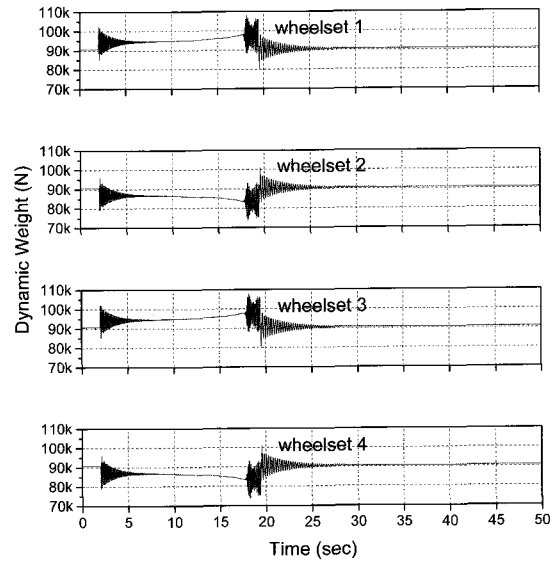 110k
100k
90k
80k
70k
wheelset 1
110k
100k
90k
80k
70k
wheelset 2
Dynamic Weight (N)
110k
100k
90k
80k
70k
wheelset 3
110k
100k
90k
80k
70k
wheelset 4
0 5 10 15 20 25 30 35 40 45 50
Time (sec)